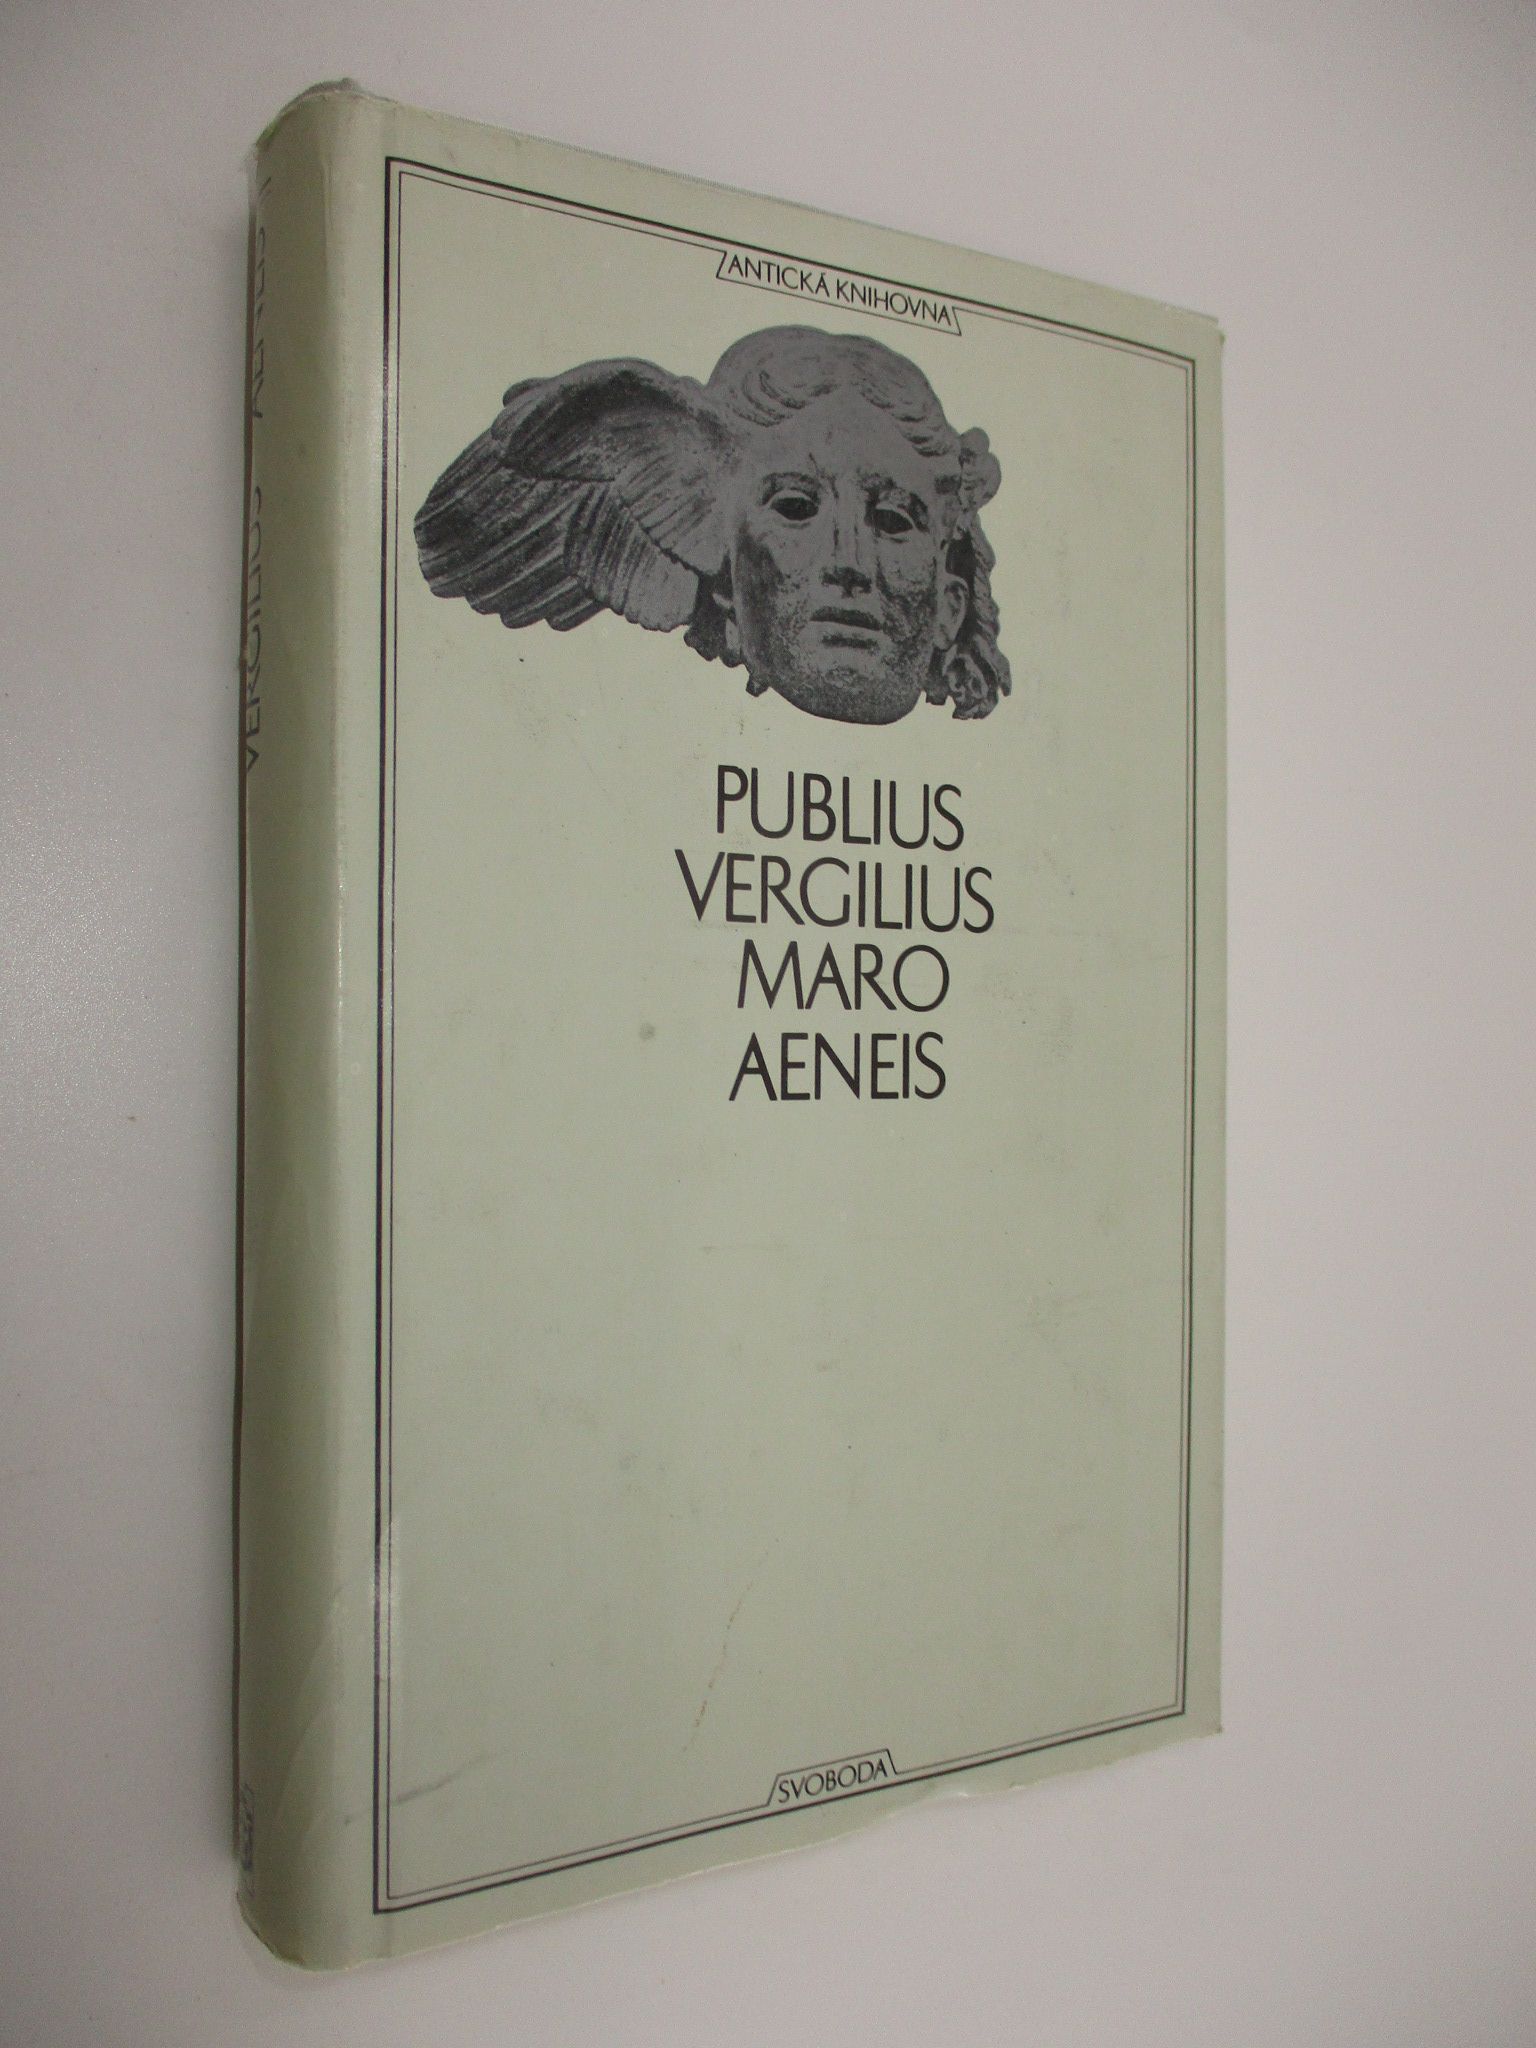 ANTICKÁ KNIHOVNA
PUBLIUS
VERGILIUS
MARO
AENEIS
SVOBODA
VERGILIUS AENEIS